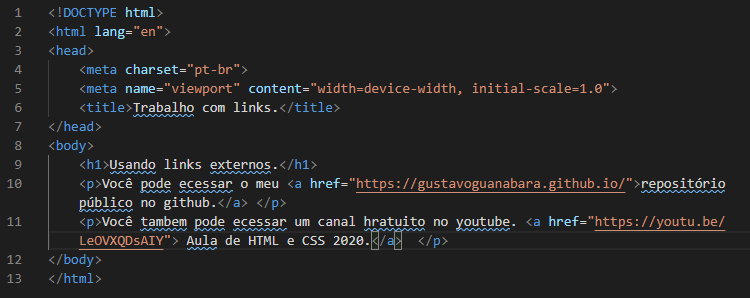 1 <!DOCTYPE html>
2 <html lang="en">
3 <head>
4 <meta charset="pt-br">
5 <meta name="viewport" content="width=device-width, initial-scale=1.0">
6 <title>Trabalho com links.</title>
7 </head>
8 <body>
9 <h1>Usando links externos.</h1>
10 <p>Você pode ecessar o meu <a href="https://gustavoguanabara.github.io/">repositório
público no github.</a> </p>
11 <p>Você tambem pode ecessar um canal hratuito no youtube. <a href="https://youtu.be/
LeOVXQDsAIY"> Aula de HTML e CSS 2020.</a>  </p>
12 </body>
13 </html>